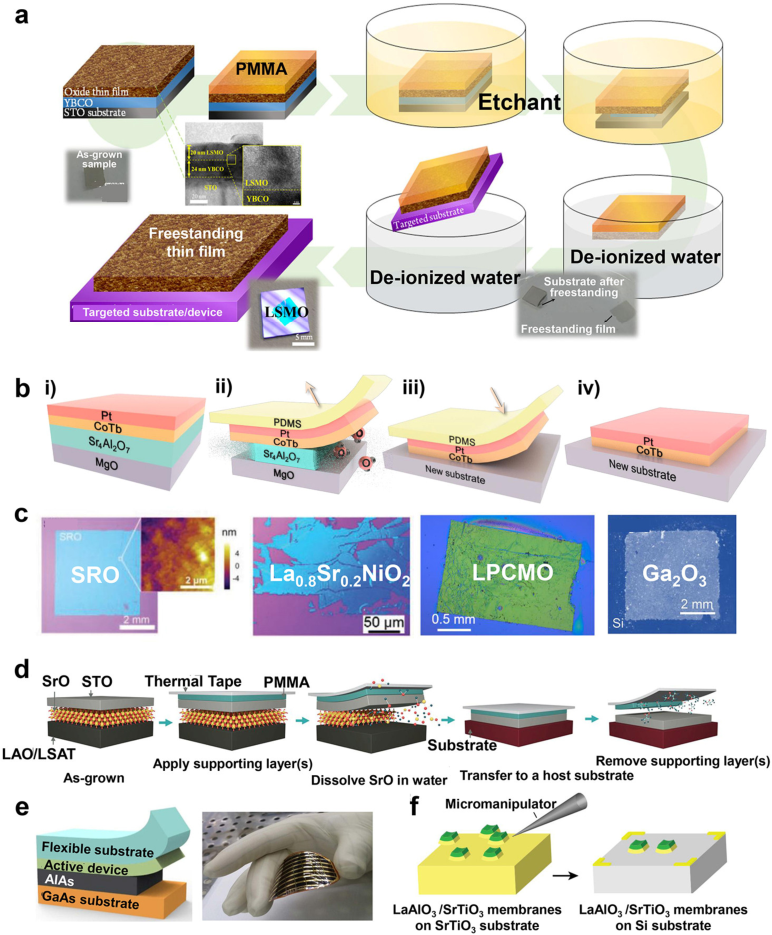 a
Oxide thin film
YBCO
STO substrate
PMMA
Etchant
As-grown
sample
20 nm LSMO
24 nm YBCO
STO
LSMO
YBCO
Targeted substrate
De-ionized water
De-ionized water
Substrate after
freestanding
Freestanding film
Freestanding
thin film
Targeted substrate/device
LSMO
5 mm
b
i)
Pt
CoTb
Sr4Al2O7
MgO
ii)
PDMS
Pt
CoTb
Sr4Al2O7
MgO
O
O
O
iii)
PDMS
Pt
CoTb
New substrate
iv)
Pt
CoTb
New substrate
c
SRO
SRO
2 mm
2 µm
nm
4
0
-4
La0.8Sr0.2NiO2
50 µm
LPCMO
0.5 mm
Ga2O3
2 mm
Si
d
SrO
STO
LAO/LSAT
As-grown
Thermal Tape
PMMA
Apply supporting layer(s)
Dissolve SrO in water
Substrate
Transfer to a host substrate
Remove supporting layer(s)
e
Flexible substrate
Active device
AlAs
GaAs substrate
f
Micromanipulator
LaAlO3/SrTiO3 membranes
on SrTiO3 substrate
LaAlO3/SrTiO3 membranes
on Si substrate